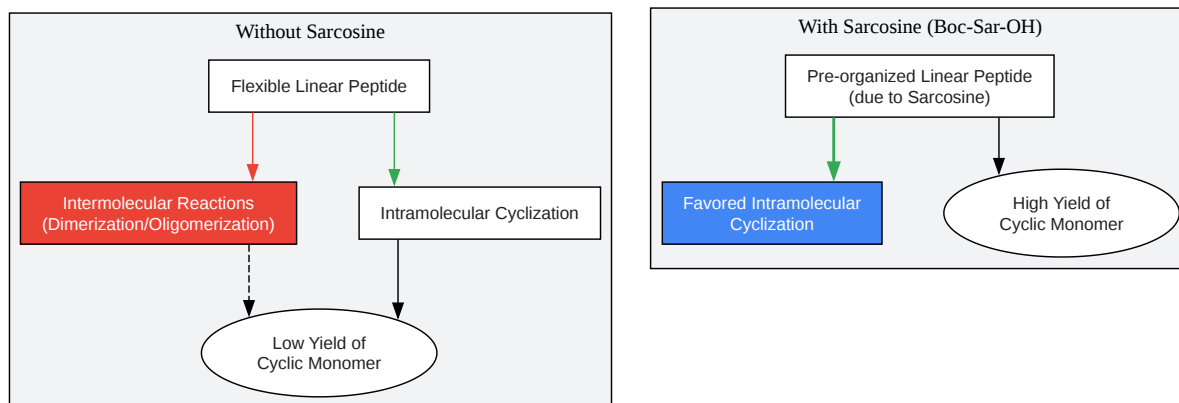 Without Sarcosine
Flexible Linear Peptide
Intermolecular Reactions
(Dimerization/Oligomerization)
Intramolecular Cyclization
Low Yield of
Cyclic Monomer
With Sarcosine (Boc-Sar-OH)
Pre-organized Linear Peptide
(due to Sarcosine)
Favored Intramolecular
Cyclization
High Yield of
Cyclic Monomer